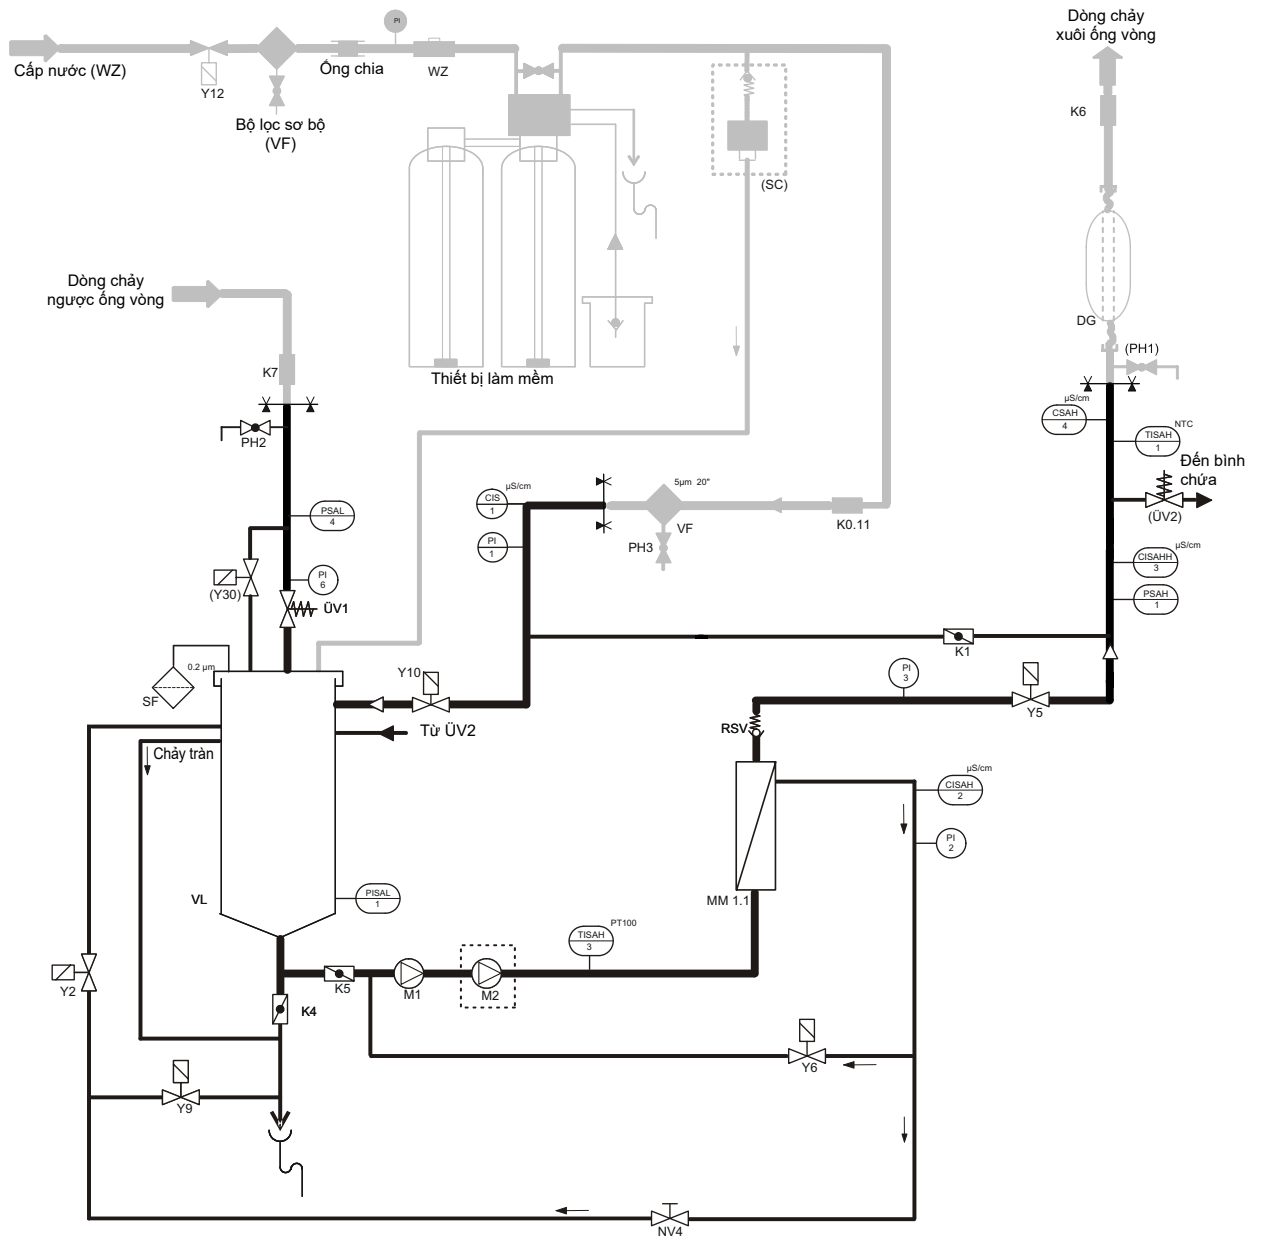 Dòng chảy
xuôi ống vòng
PI
Cấp nước (WZ)
Ống chia
WZ
Y12
K6
Bộ lọc sơ bộ
(VF)
(SC)
Dòng chảy
ngược ống vòng
DG
(PH1)
K7
Thiết bị làm mềm
µS/cm
CSAH
4
NTC
TISAH
1
PH2
Đến bình
chứa
µS/cm
CIS
1
5µm 20"
(ÜV2)
PSAL
4
VF
K0.11
PI
1
PH3
µS/cm
CISAHH
3
PI
6
(Y30)
ÜV1
PSAH
1
K1
0.2 µm
SF
Y10
PI
3
Y5
Từ ÜV2
RSV
Chảy tràn
µS/cm
CISAH
2
PI
2
VL
PISAL
1
MM 1.1
PT100
TISAH
3
Y2
K5
M1
M2
K4
Y6
Y9
NV4